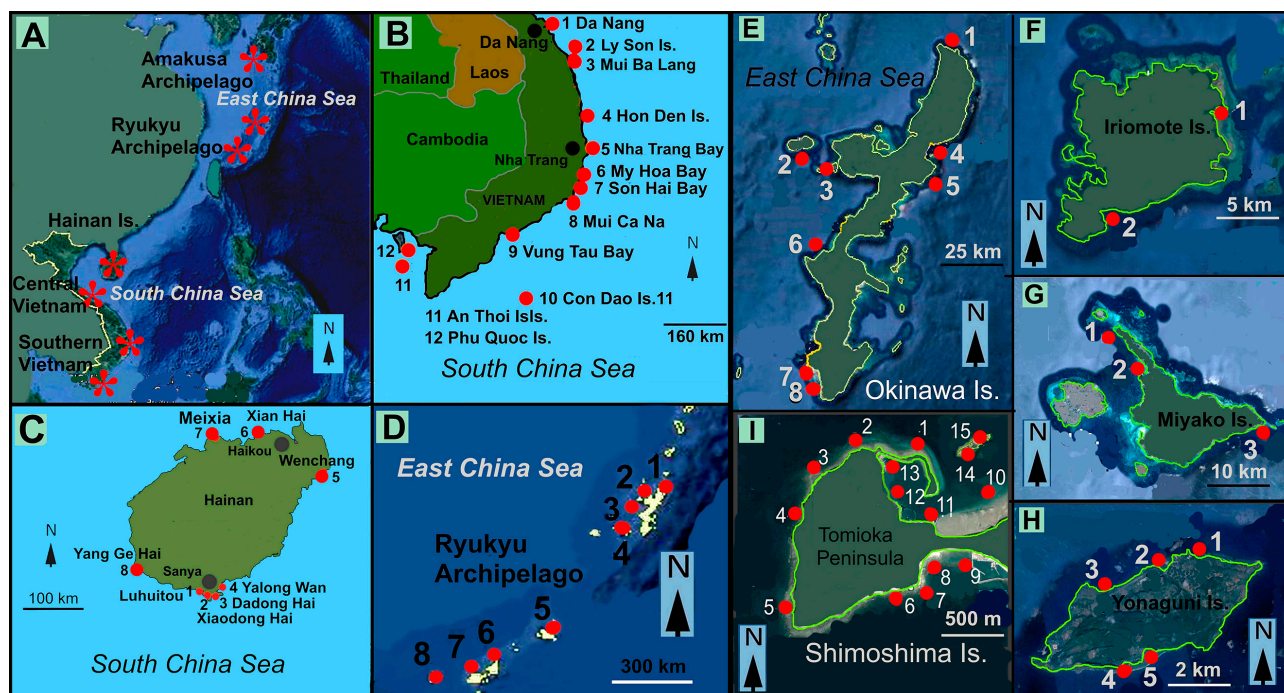 A
Amakusa
Archipelago
East China Sea
Ryukyu
Archipelago
Hainan Is.
Central
Vietnam
South China Sea
Southern
Vietnam
N
B
1 Da Nang
Da Nang
2 Ly Son Is.
3 Mui Ba Lang
Laos
Thailand
4 Hon Den Is.
Cambodia
Nha Trang
5 Nha Trang Bay
6 My Hoa Bay
7 Son Hai Bay
VIETNAM
8 Mui Ca Na
9 Vung Tau Bay
12
11
N
10 Con Dao Is.11
11 An Thoi IsIs.
12 Phu Quoc Is.
160 km
South China Sea
C
Meixia
7
Xian Hai
6
Haikou
Wenchang
5
Hainan
N
Yang Ge Hai
8
Sanya
1
4 Yalong Wan
Luhuitou
2
3 Dadong Hai
Xiaodong Hai
100 km
South China Sea
D
East China Sea
1
2
3
4
Ryukyu
Archipelago
N
5
6
7
8
300 km
E
1
East China Sea
2
3
4
5
6
25 km
N
7
8
Okinawa Is.
F
1
Iriomote Is.
N
5 km
2
G
1
2
Miyako Is.
N
3
10 km
H
1
2
3
Yonaguni Is.
N
4
5
2 km
I
2
1
15
3
13
14
12
10
4
11
Tomioka
Peninsula
8
9
5
6
7
500 m
N
Shimoshima Is.